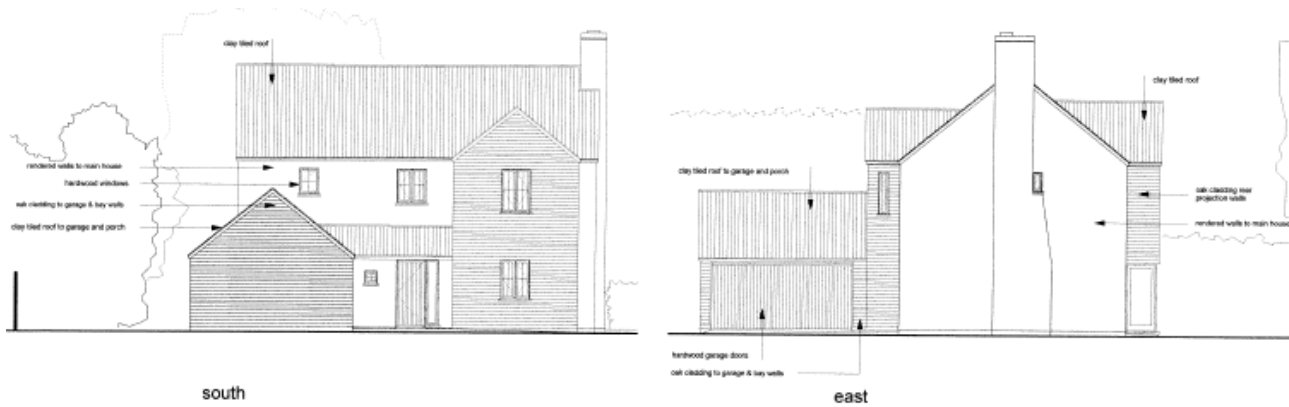 clay tiled roof
rendered walls to main house
hardwood windows
oak cladding to garage & bay walls
clay tiled roof to garage and porch
south
clay tiled roof
clay tiled roof to garage and porch
oak cladding rear
projection walls
rendered walls to main house
hardwood garage doors
oak cladding to garage & bay walls
east